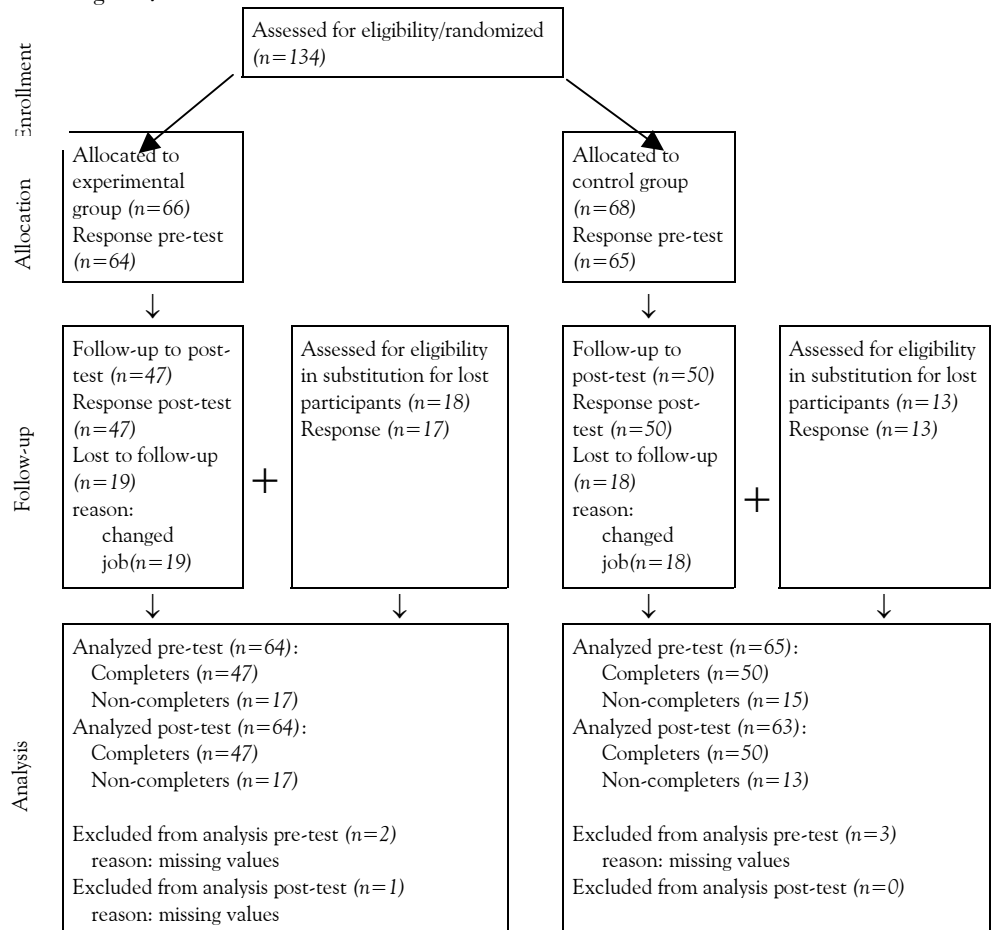 Assessed for eligibility/randomized
(n=134)
Enrollment
Allocated to
experimental
group (n=66)
Response pre-test
(n=64)
Allocated to
control group
(n=68)
Response pre-test
(n=65)
Allocation
↓
↓
Follow-up to post-
test (n=47)
Response post-test
(n=47)
Lost to follow-up
(n=19)
reason:
changed
job(n=19)
+
Assessed for eligibility
in substitution for lost
participants (n=18)
Response (n=17)
Follow-up to
post-test (n=50)
Response post-
test (n=50)
Lost to follow-up
(n=18)
reason:
changed
job(n=18)
+
Assessed for eligibility
in substitution for lost
participants (n=13)
Response (n=13)
Follow-up
↓
↓
↓
↓
Analyzed pre-test (n=64):
Completers (n=47)
Non-completers (n=17)
Analyzed post-test (n=64):
Completers (n=47)
Non-completers (n=17)
Excluded from analysis pre-test (n=2)
reason: missing values
Excluded from analysis post-test (n=1)
reason: missing values
Analyzed pre-test (n=65):
Completers (n=50)
Non-completers (n=15)
Analyzed post-test (n=63):
Completers (n=50)
Non-completers (n=13)
Excluded from analysis pre-test (n=3)
reason: missing values
Excluded from analysis post-test (n=0)
Analysis